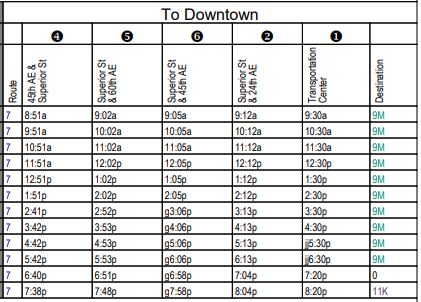 To Downtown
❹ ❺ ❻ ❷ ❶
Route 45th AE & Superior St Superior St & 60th AE Superior St & 45th AE Superior St & 24th AE Transportation Center Destination
7 8:51a 9:02a 9:05a 9:12a 9:30a 9M
7 9:51a 10:02a 10:05a 10:12a 10:30a 9M
7 10:51a 11:02a 11:05a 11:12a 11:30a 9M
7 11:51a 12:02p 12:05p 12:12p 12:30p 9M
7 12:51p 1:02p 1:05p 1:12p 1:30p 9M
7 1:51p 2:02p 2:05p 2:12p 2:30p 9M
7 2:41p 2:52p g3:06p 3:13p 3:30p 9M
7 3:42p 3:53p g4:06p 4:13p 4:30p 9M
7 4:42p 4:53p g5:06p 5:13p jj5:30p 9M
7 5:42p 5:53p g6:06p 6:13p jj6:30p 9M
7 6:40p 6:51p g6:58p 7:04p 7:20p 0
7 7:38p 7:48p g7:58p 8:04p 8:20p 11K